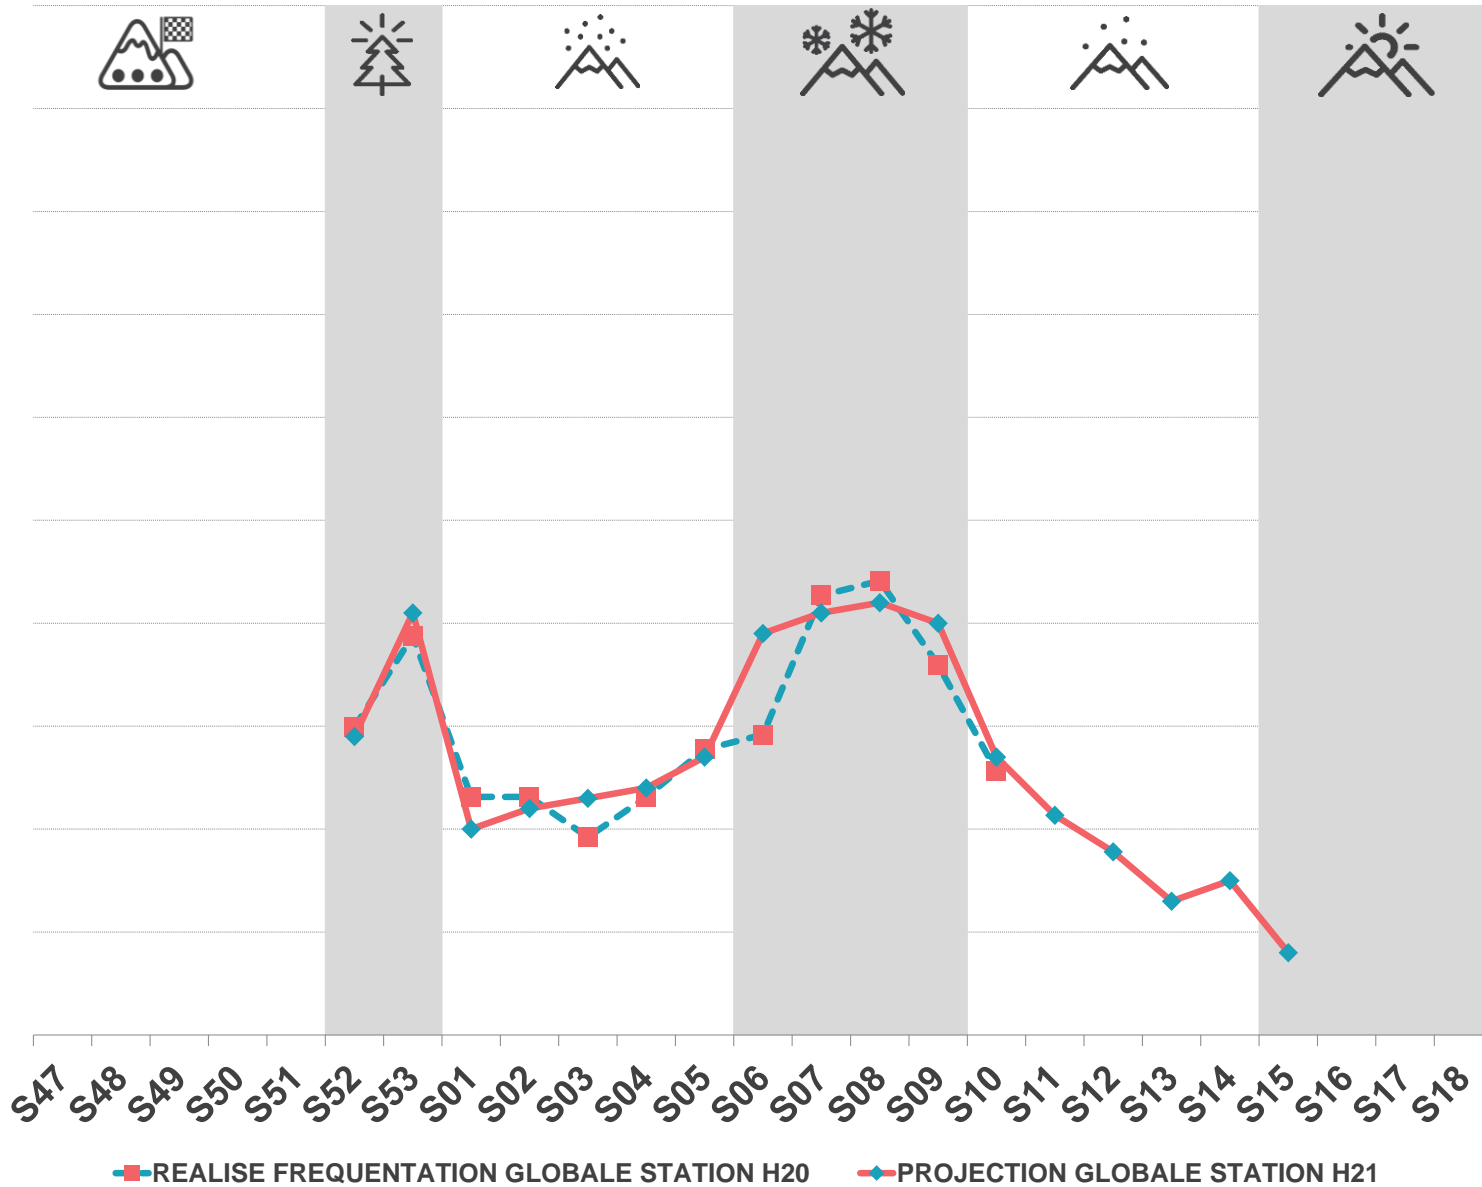 S47 S48 S49 S50 S51 S52 S53 S01 S02 S03 S04 S05 S06 S07 S08 S09 S10 S11 S12 S13 S14 S15 S16 S17 S18
REALISE FREQUENTATION GLOBALE STATION H20 PROJECTION GLOBALE STATION H21